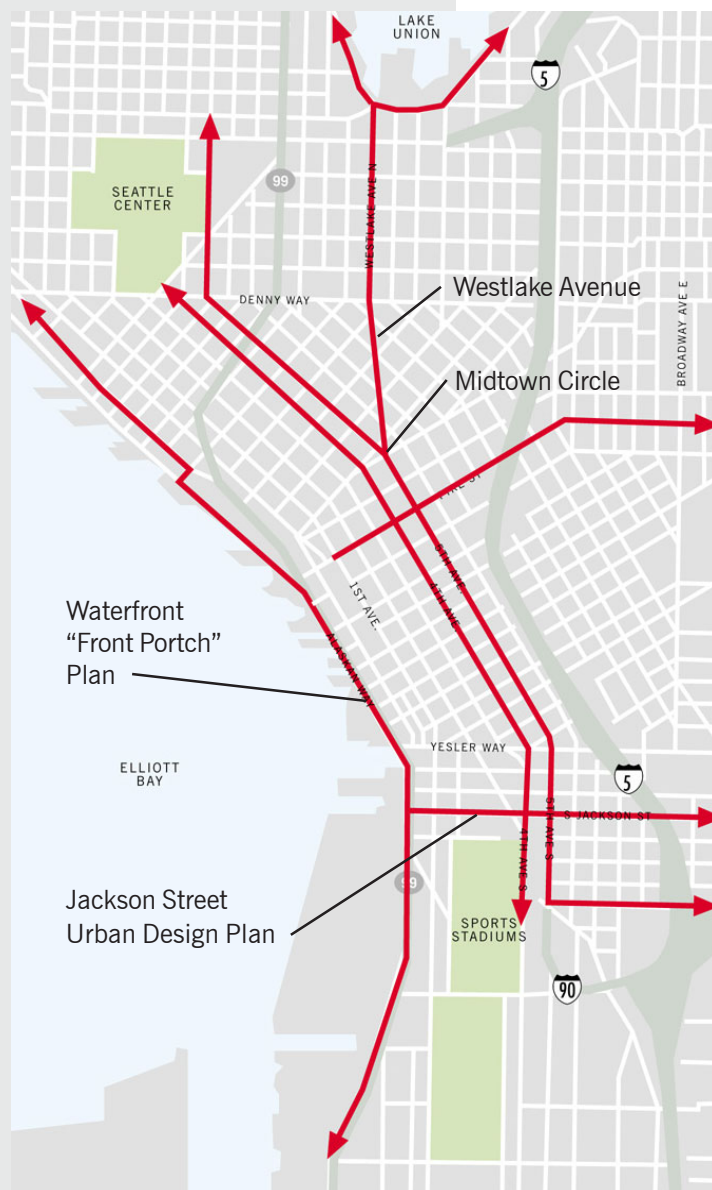 LAKE
UNION
5
99
SEATTLE
CENTER
WESTLAKE AVE N
Westlake Avenue
DENNY WAY
BROADWAY AVE E
Midtown Circle
5TH AVE.
4TH AVE.
1ST AVE.
Waterfront
“Front Portch”
Plan
ALASKAN WAY
YESLER WAY
ELLIOTT
BAY
5
S JACKSON ST
5TH AVE S
4TH AVE S
99
Jackson Street
Urban Design Plan
SPORTS
STADIUMS
90